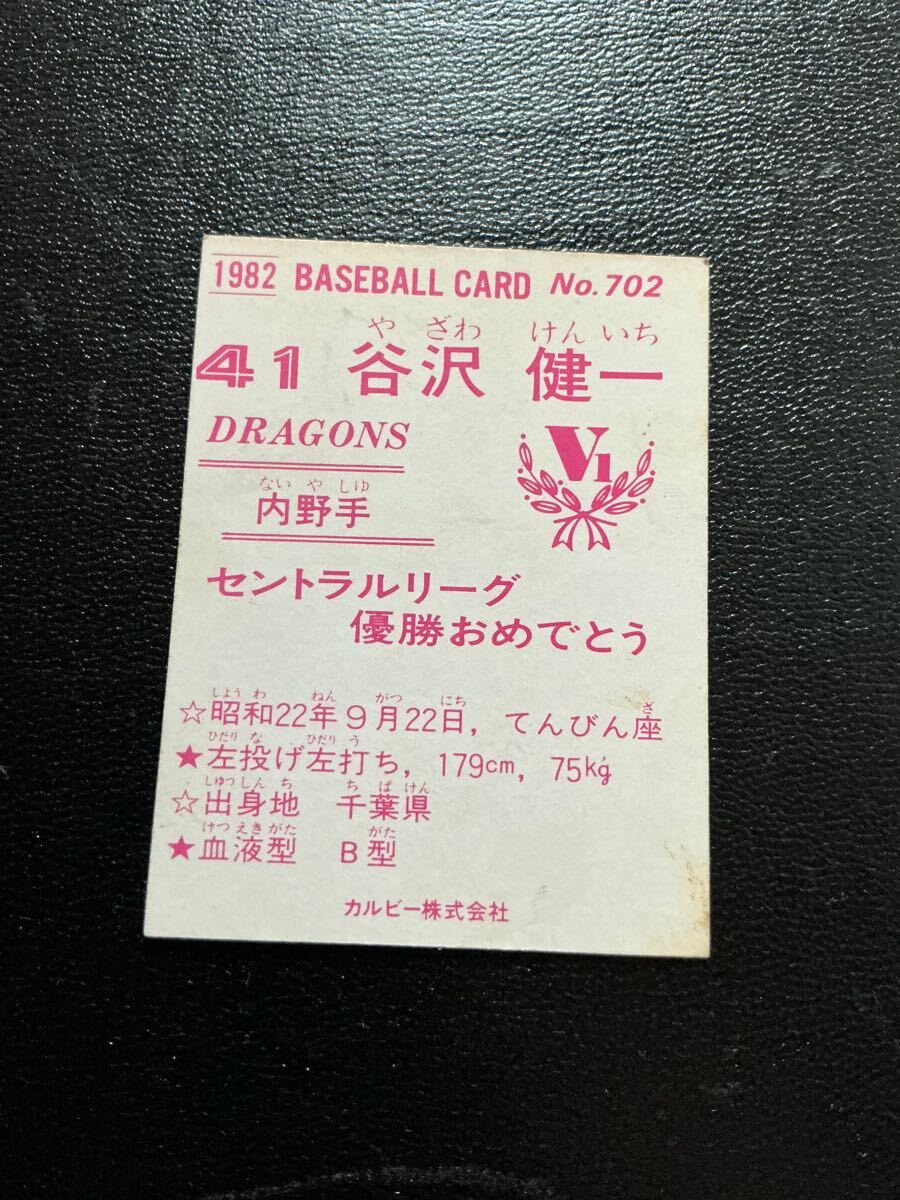 1982 BASEBALL CARD No.702
や ざわ けん いち
41 谷沢 健一
DRAGONS
V1
ない や しゆ
内野手
セントラルリーグ
優勝おめでとう
しよう わ ねん がつ にち ざ
☆昭和22年9月22日, てんびん座
ひだり な ひだり う
★左投げ左打ち, 179cm, 75kg
しゆつ しん ち ち ば けん
☆出身地 千葉県
けつ えき がた がた
★血液型 B型
カルビー株式会社